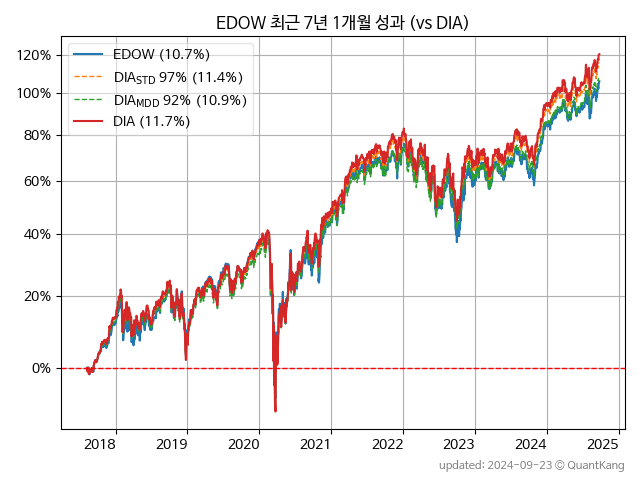 EDOW 최근 7년 1개월 성과 (vs DIA)
EDOW (10.7%)
DIA_STD 97% (11.4%)
DIA_MDD 92% (10.9%)
DIA (11.7%)
120%
100%
80%
60%
40%
20%
0%
2018 2019 2020 2021 2022 2023 2024 2025
updated: 2024-09-23 © QuantKang